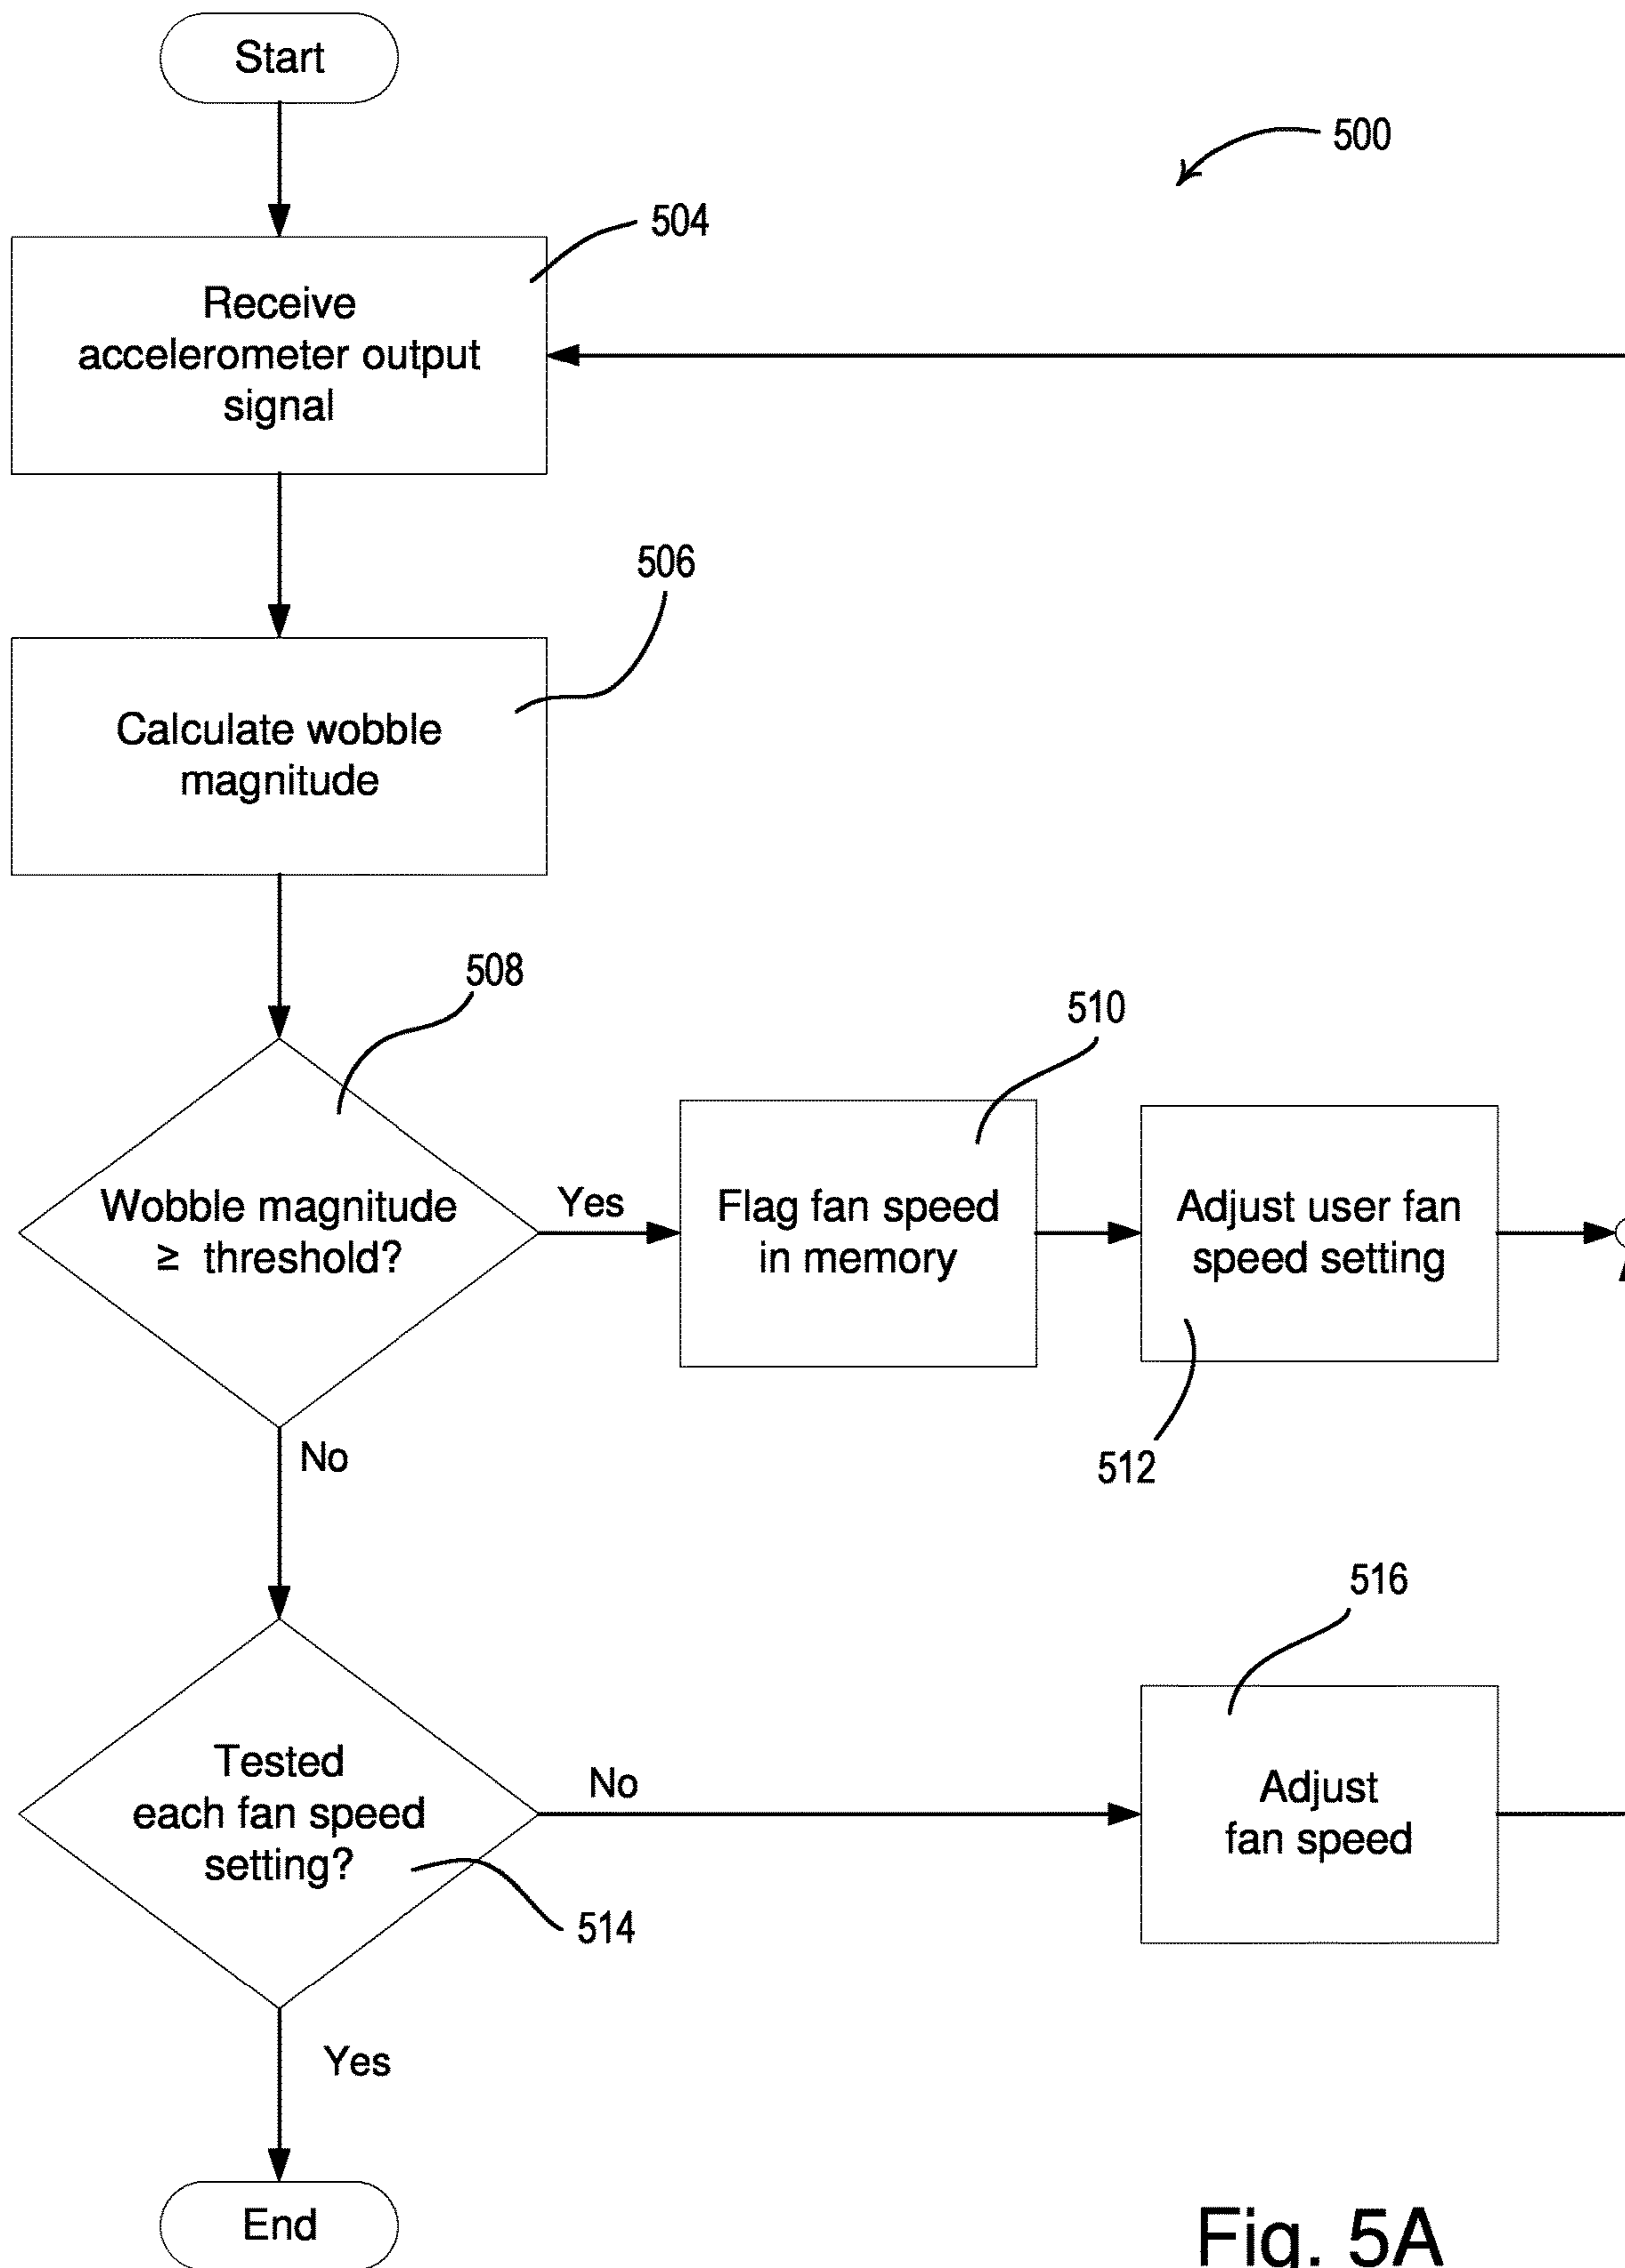 Start
500
504
Receive
accelerometer output
signal
506
Calculate wobble
magnitude
508
510
Wobble magnitude
≥ threshold?
Yes
Flag fan speed
in memory
Adjust user fan
speed setting
No
512
516
Tested
each fan speed
setting?
No
Adjust
fan speed
514
Yes
End
Fig. 5A